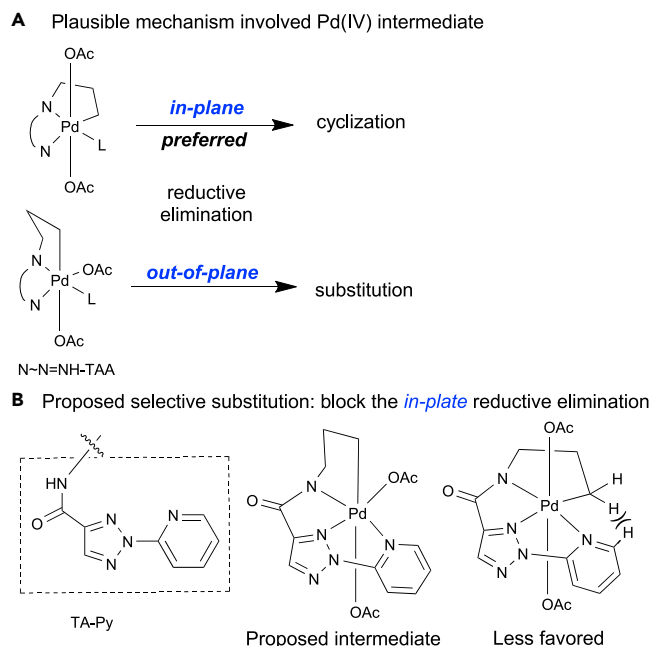 A Plausible mechanism involved Pd(IV) intermediate
OAc
N
Pd
N
L
OAc
in-plane
preferred
cyclization
reductive
elimination
N
Pd
OAc
N
L
OAc
out-of-plane
substitution
N~N=NH-TAA
B Proposed selective substitution: block the in-plate reductive elimination
HN
O
N
N
N
N
TA-Py
OAc
O
N
Pd
N
N
N
N
OAc
Proposed intermediate
OAc
O
N
H
Pd
H
H
N
N
N
N
OAc
Less favored